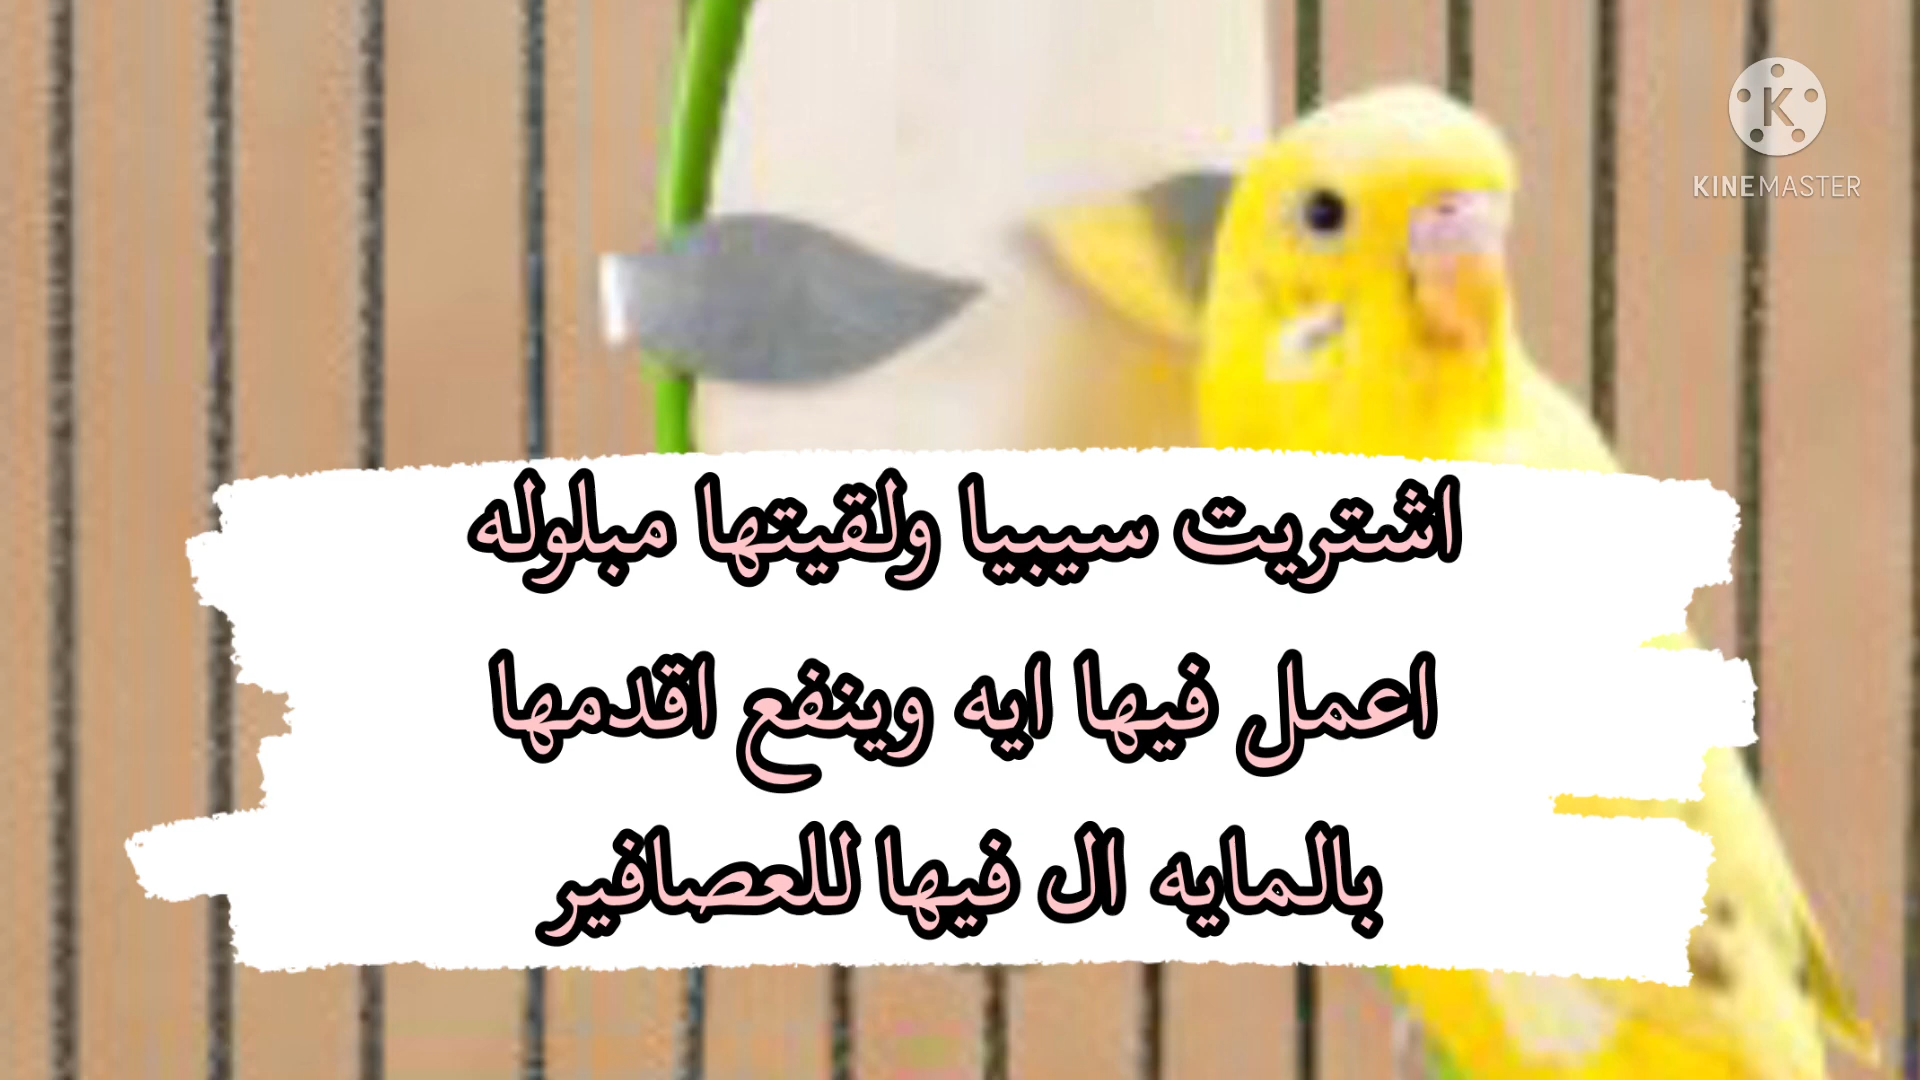 KINEMASTER
اشتريت سيبيا ولقيتها مبلوله
اعمل فيها ايه وينفع اقدمها
بالمايه ال فيها للعصافير